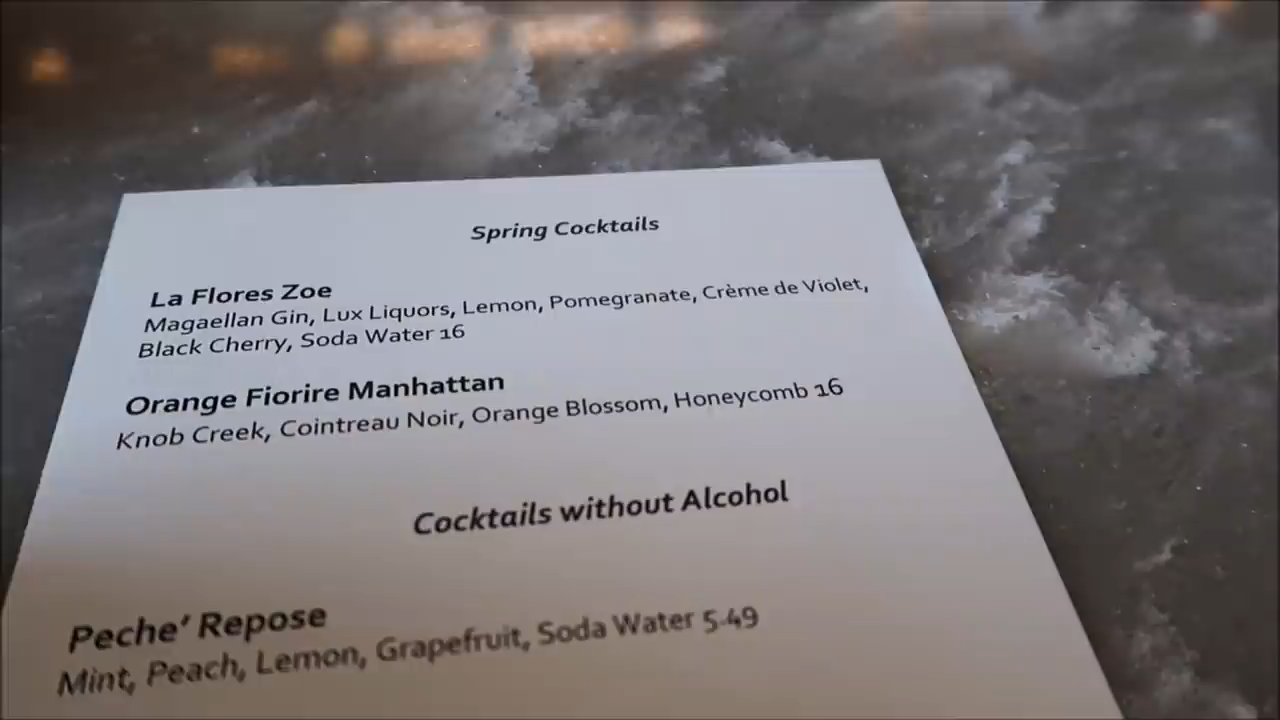 Spring Cocktails
La Flores Zoe
Magaellan Gin, Lux Liquors, Lemon, Pomegranate, Crème de Violet,
Black Cherry, Soda Water 16
Orange Fiorire Manhattan
Knob Creek, Cointreau Noir, Orange Blossom, Honeycomb 16
Cocktails without Alcohol
Peche' Repose
Mint, Peach, Lemon, Grapefruit, Soda Water 5.49